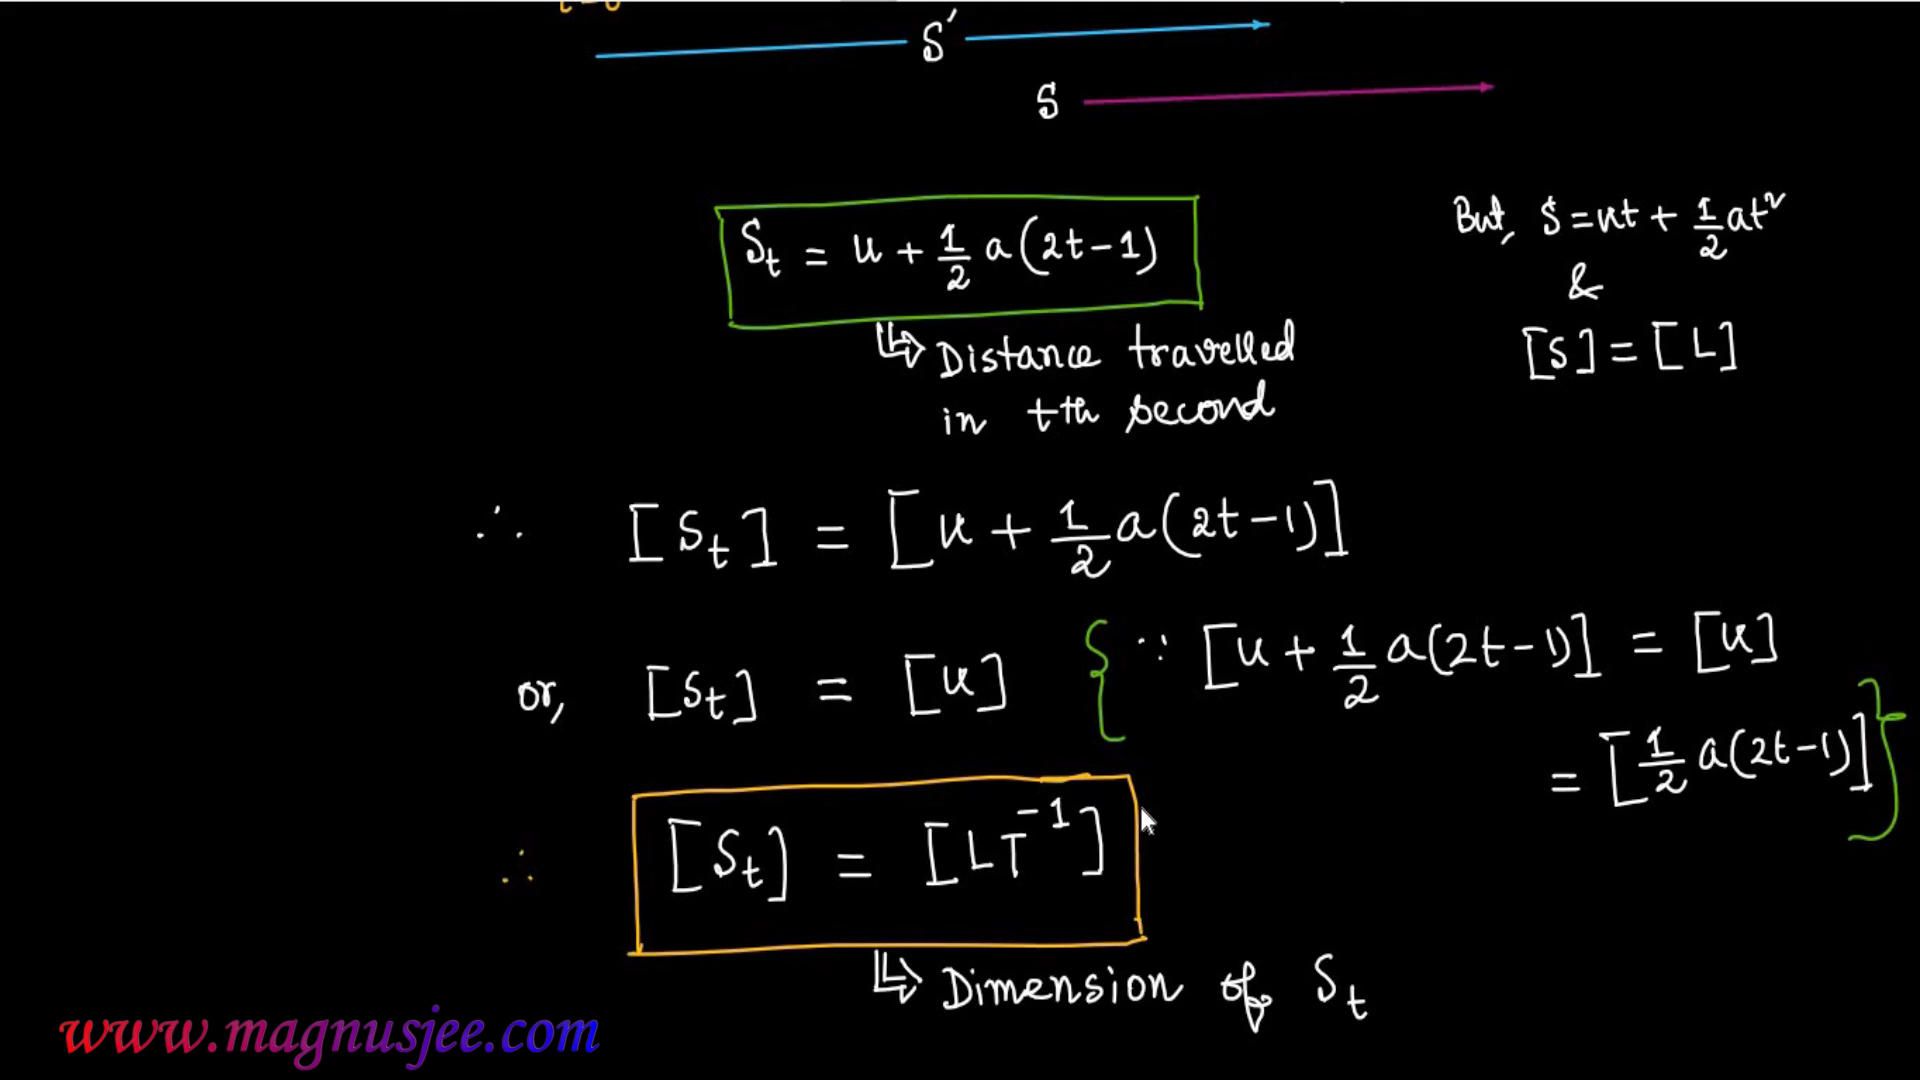 S'
S
S_t = u + 1/2 a(2t-1)
But, S = ut + 1/2 at²
&
[S] = [L]
Distance travelled
in tth second
∴ [S_t] = [u + 1/2 a(2t-1)]
or, [S_t] = [u] { ∵ [u + 1/2 a(2t-1)] = [u]
= [1/2 a(2t-1)] }
∴ [S_t] = [LT⁻¹]
Dimension of S_t
www.magnusjee.com